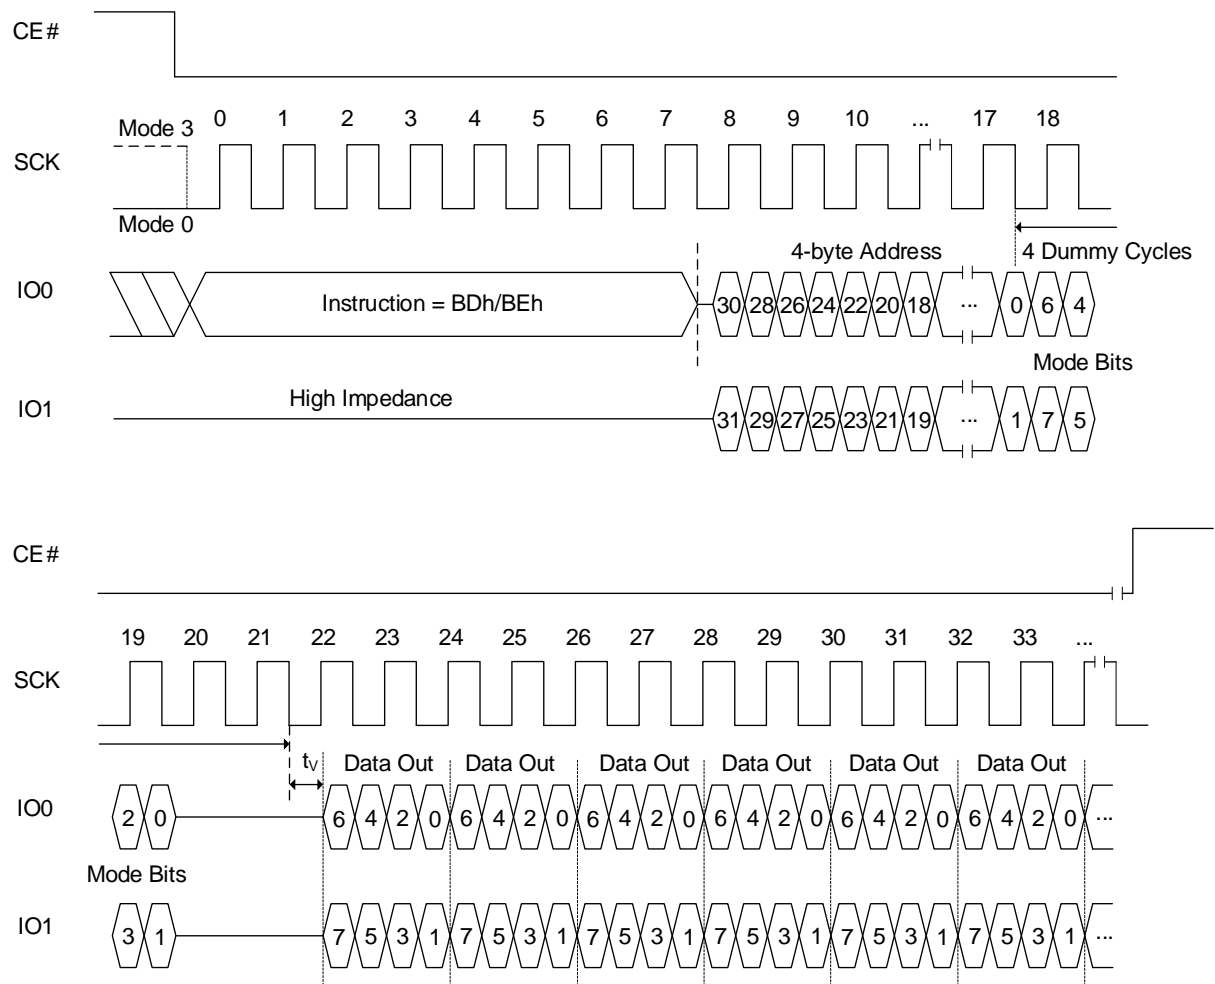 CE#
0 1 2 3 4 5 6 7 8 9 10 ... 17 18
Mode 3
SCK
Mode 0
4-byte Address 4 Dummy Cycles
IO0 Instruction = BDh/BEh 30 28 26 24 22 20 18 ... 0 6 4
Mode Bits
IO1 High Impedance 31 29 27 25 23 21 19 ... 1 7 5
CE#
19 20 21 22 23 24 25 26 27 28 29 30 31 32 33 ...
SCK
tV Data Out Data Out Data Out Data Out Data Out Data Out
IO0 2 0 6 4 2 0 6 4 2 0 6 4 2 0 6 4 2 0 6 4 2 0 6 4 2 0 ...
Mode Bits
IO1 3 1 7 5 3 1 7 5 3 1 7 5 3 1 7 5 3 1 7 5 3 1 7 5 3 1 ...